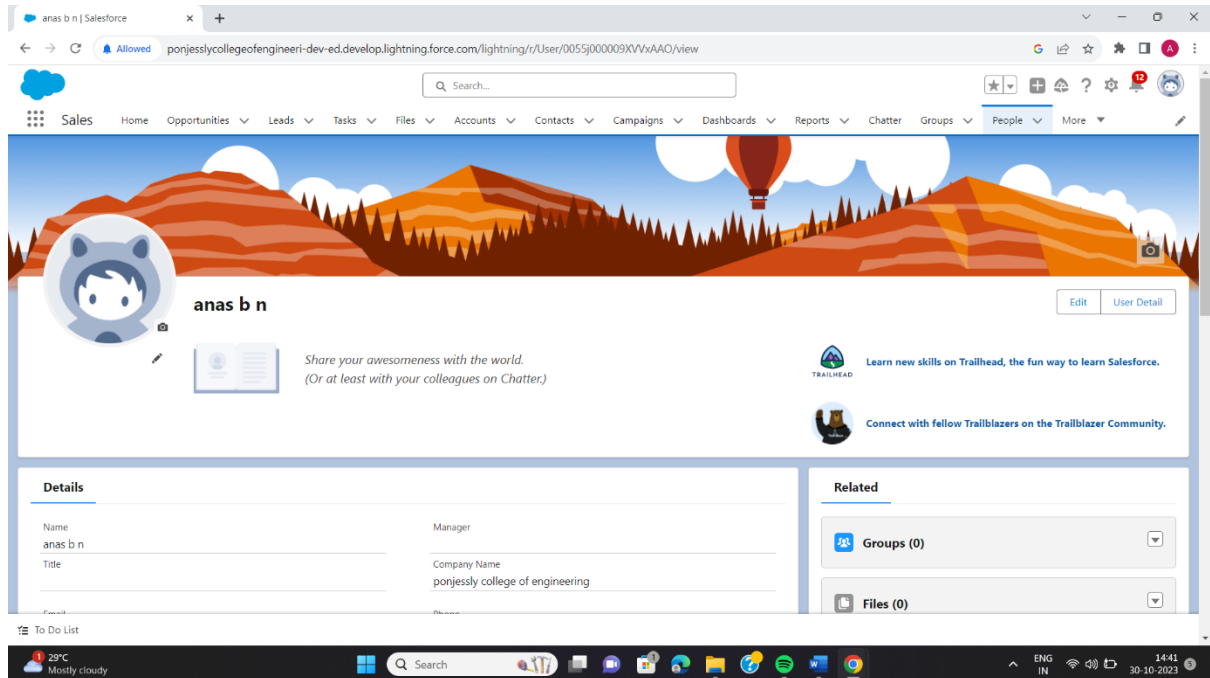 anas b n | Salesforce
Allowed ponjesslycollegeofengineeri-dev-ed.develop.lightning.force.com/lightning/r/User/0055j000009XVVxAAO/view G A
Search... 12
Sales Home Opportunities Leads Tasks Files Accounts Contacts Campaigns Dashboards Reports Chatter Groups People More
anas b n Edit User Detail
Share your awesomeness with the world.
(Or at least with your colleagues on Chatter.)
TRAILHEAD
Learn new skills on Trailhead, the fun way to learn Salesforce.
Connect with fellow Trailblazers on the Trailblazer Community.
Details
Name Manager
anas b n
Title Company Name
ponjessly college of engineering
Email Phone
Related
Groups (0)
Files (0)
To Do List
1 29°C
Mostly cloudy
Search
1
ENG
IN
14:41
30-10-2023
5